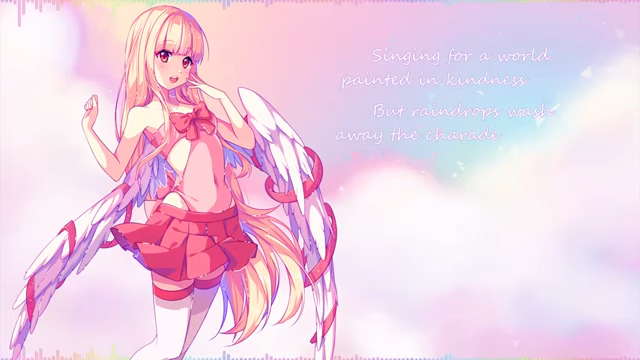 Singing for a world
painted in kindness.
But raindrops wash
away the charade.